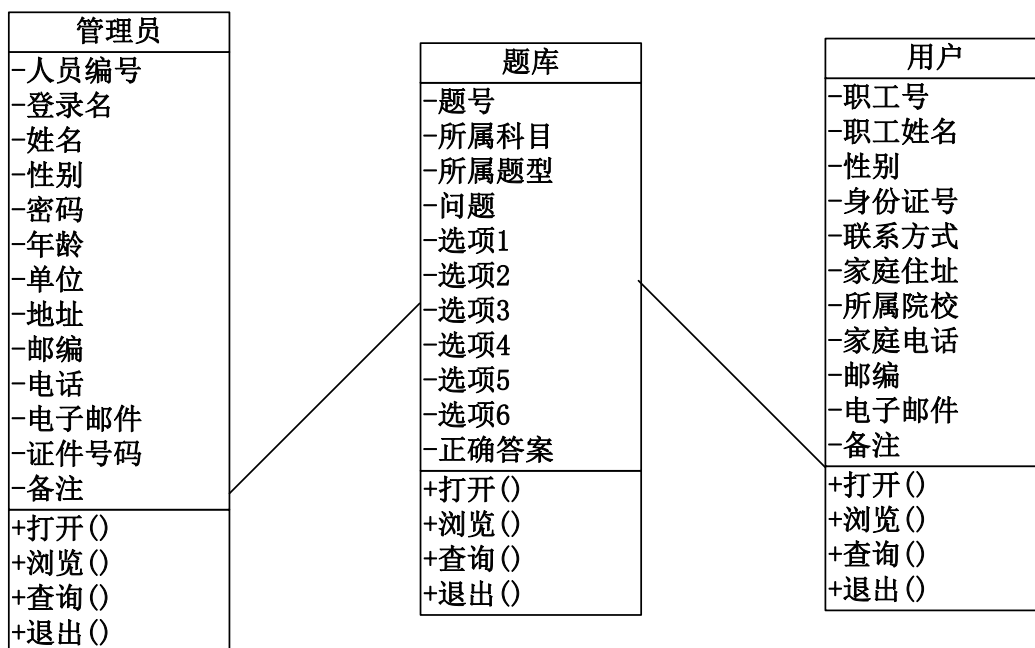 管理员
-人员编号
-登录名
-姓名
-性别
-密码
-年龄
-单位
-地址
-邮编
-电话
-电子邮件
-证件号码
-备注
+打开()
+浏览()
+查询()
+退出()
题库
-题号
-所属科目
-所属题型
-问题
-选项1
-选项2
-选项3
-选项4
-选项5
-选项6
-正确答案
+打开()
+浏览()
+查询()
+退出()
用户
-职工号
-职工姓名
-性别
-身份证号
-联系方式
-家庭住址
-所属院校
-家庭电话
-邮编
-电子邮件
-备注
+打开()
+浏览()
+查询()
+退出()